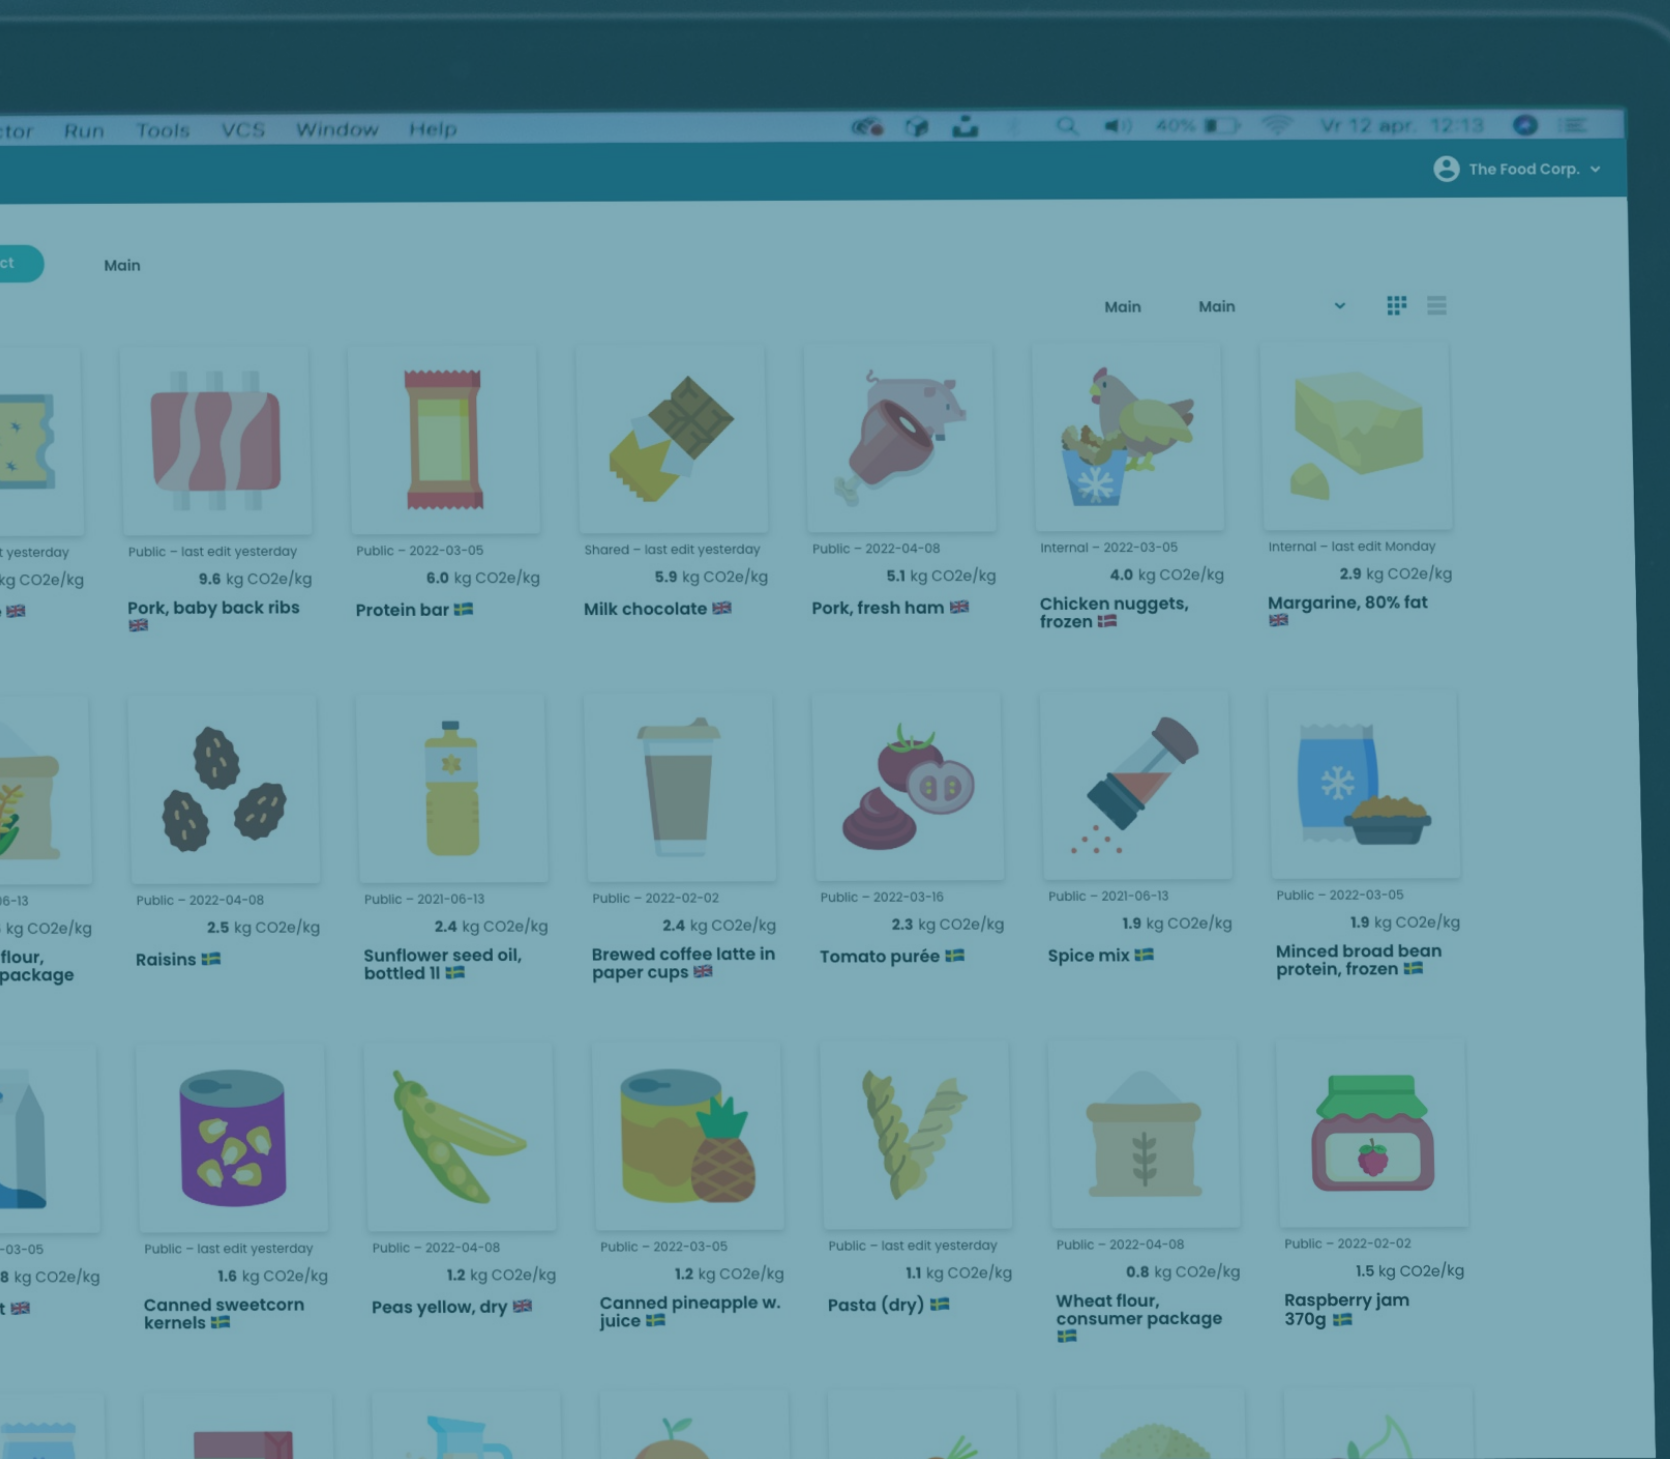 ctor Run Tools VCS Window Help 40% Vr 12 apr. 12:13
The Food Corp.
ct Main
Main Main
t yesterday Public – last edit yesterday Public – 2022-03-05 Shared – last edit yesterday Public – 2022-04-08 Internal – 2022-03-05 Internal – last edit Monday
kg CO2e/kg 9.6 kg CO2e/kg 6.0 kg CO2e/kg 5.9 kg CO2e/kg 5.1 kg CO2e/kg 4.0 kg CO2e/kg 2.9 kg CO2e/kg
e Pork, baby back ribs Protein bar Milk chocolate Pork, fresh ham Chicken nuggets, Margarine, 80% fat
frozen
06-13 Public – 2022-04-08 Public – 2021-06-13 Public – 2022-02-02 Public – 2022-03-16 Public – 2021-06-13 Public – 2022-03-05
kg CO2e/kg 2.5 kg CO2e/kg 2.4 kg CO2e/kg 2.4 kg CO2e/kg 2.3 kg CO2e/kg 1.9 kg CO2e/kg 1.9 kg CO2e/kg
flour, Raisins Sunflower seed oil, Brewed coffee latte in Tomato purée Spice mix Minced broad bean
package bottled 1l paper cups protein, frozen
-03-05 Public – last edit yesterday Public – 2022-04-08 Public – 2022-03-05 Public – last edit yesterday Public – 2022-04-08 Public – 2022-02-02
8 kg CO2e/kg 1.6 kg CO2e/kg 1.2 kg CO2e/kg 1.2 kg CO2e/kg 1.1 kg CO2e/kg 0.8 kg CO2e/kg 1.5 kg CO2e/kg
t Canned sweetcorn Peas yellow, dry Canned pineapple w. Pasta (dry) Wheat flour, Raspberry jam
kernels juice consumer package 370g